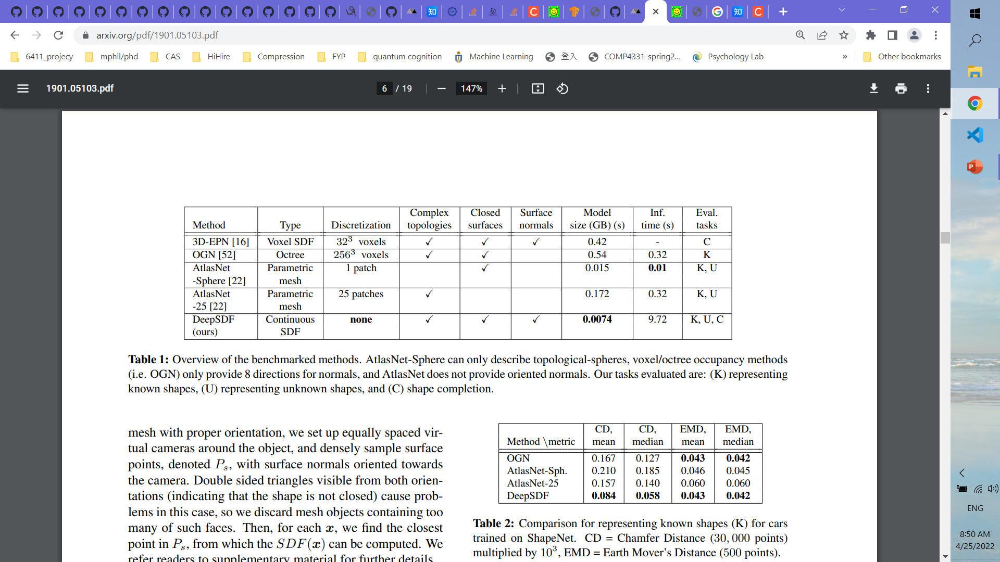 arxiv.org/pdf/1901.05103.pdf
6411_projecy mphil/phd CAS HiHire Compression FYP quantum cognition Machine Learning 登入 COMP4331-spring2... Psychology Lab » Other bookmarks
1901.05103.pdf 6 / 19 147%
Method Type Discretization Complex topologies Closed surfaces Surface normals Model size (GB) (s) Inf. time (s) Eval. tasks
3D-EPN [16] Voxel SDF 32³ voxels ✓ ✓ ✓ 0.42 - C
OGN [52] Octree 256³ voxels ✓ ✓ 0.54 0.32 K
AtlasNet -Sphere [22] Parametric mesh 1 patch ✓ 0.015 0.01 K, U
AtlasNet -25 [22] Parametric mesh 25 patches ✓ 0.172 0.32 K, U
DeepSDF (ours) Continuous SDF none ✓ ✓ ✓ 0.0074 9.72 K, U, C
Table 1: Overview of the benchmarked methods. AtlasNet-Sphere can only describe topological-spheres, voxel/octree occupancy methods
(i.e. OGN) only provide 8 directions for normals, and AtlasNet does not provide oriented normals. Our tasks evaluated are: (K) representing
known shapes, (U) representing unknown shapes, and (C) shape completion.
mesh with proper orientation, we set up equally spaced vir-
tual cameras around the object, and densely sample surface
points, denoted Pₛ, with surface normals oriented towards
the camera. Double sided triangles visible from both orien-
tations (indicating that the shape is not closed) cause prob-
lems in this case, so we discard mesh objects containing too
many of such faces. Then, for each x, we find the closest
point in Pₛ, from which the SDF(x) can be computed. We
refer readers to supplementary material for further details.
Method \metric CD, mean CD, median EMD, mean EMD, median
OGN 0.167 0.127 0.043 0.042
AtlasNet-Sph. 0.210 0.185 0.046 0.045
AtlasNet-25 0.157 0.140 0.060 0.060
DeepSDF 0.084 0.058 0.043 0.042
Table 2: Comparison for representing known shapes (K) for cars
trained on ShapeNet. CD = Chamfer Distance (30, 000 points)
multiplied by 10³, EMD = Earth Mover's Distance (500 points).
ENG
8:50 AM
4/25/2022